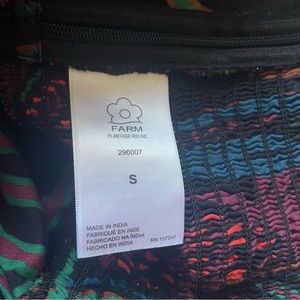 FARM
PLANTAGE RIO INC.
296007
S
MADE IN INDIA
FABRIQUÉ EN INDE
FABRICADO NA ÍNDIA
HECHO EN INDIA
RN 157047